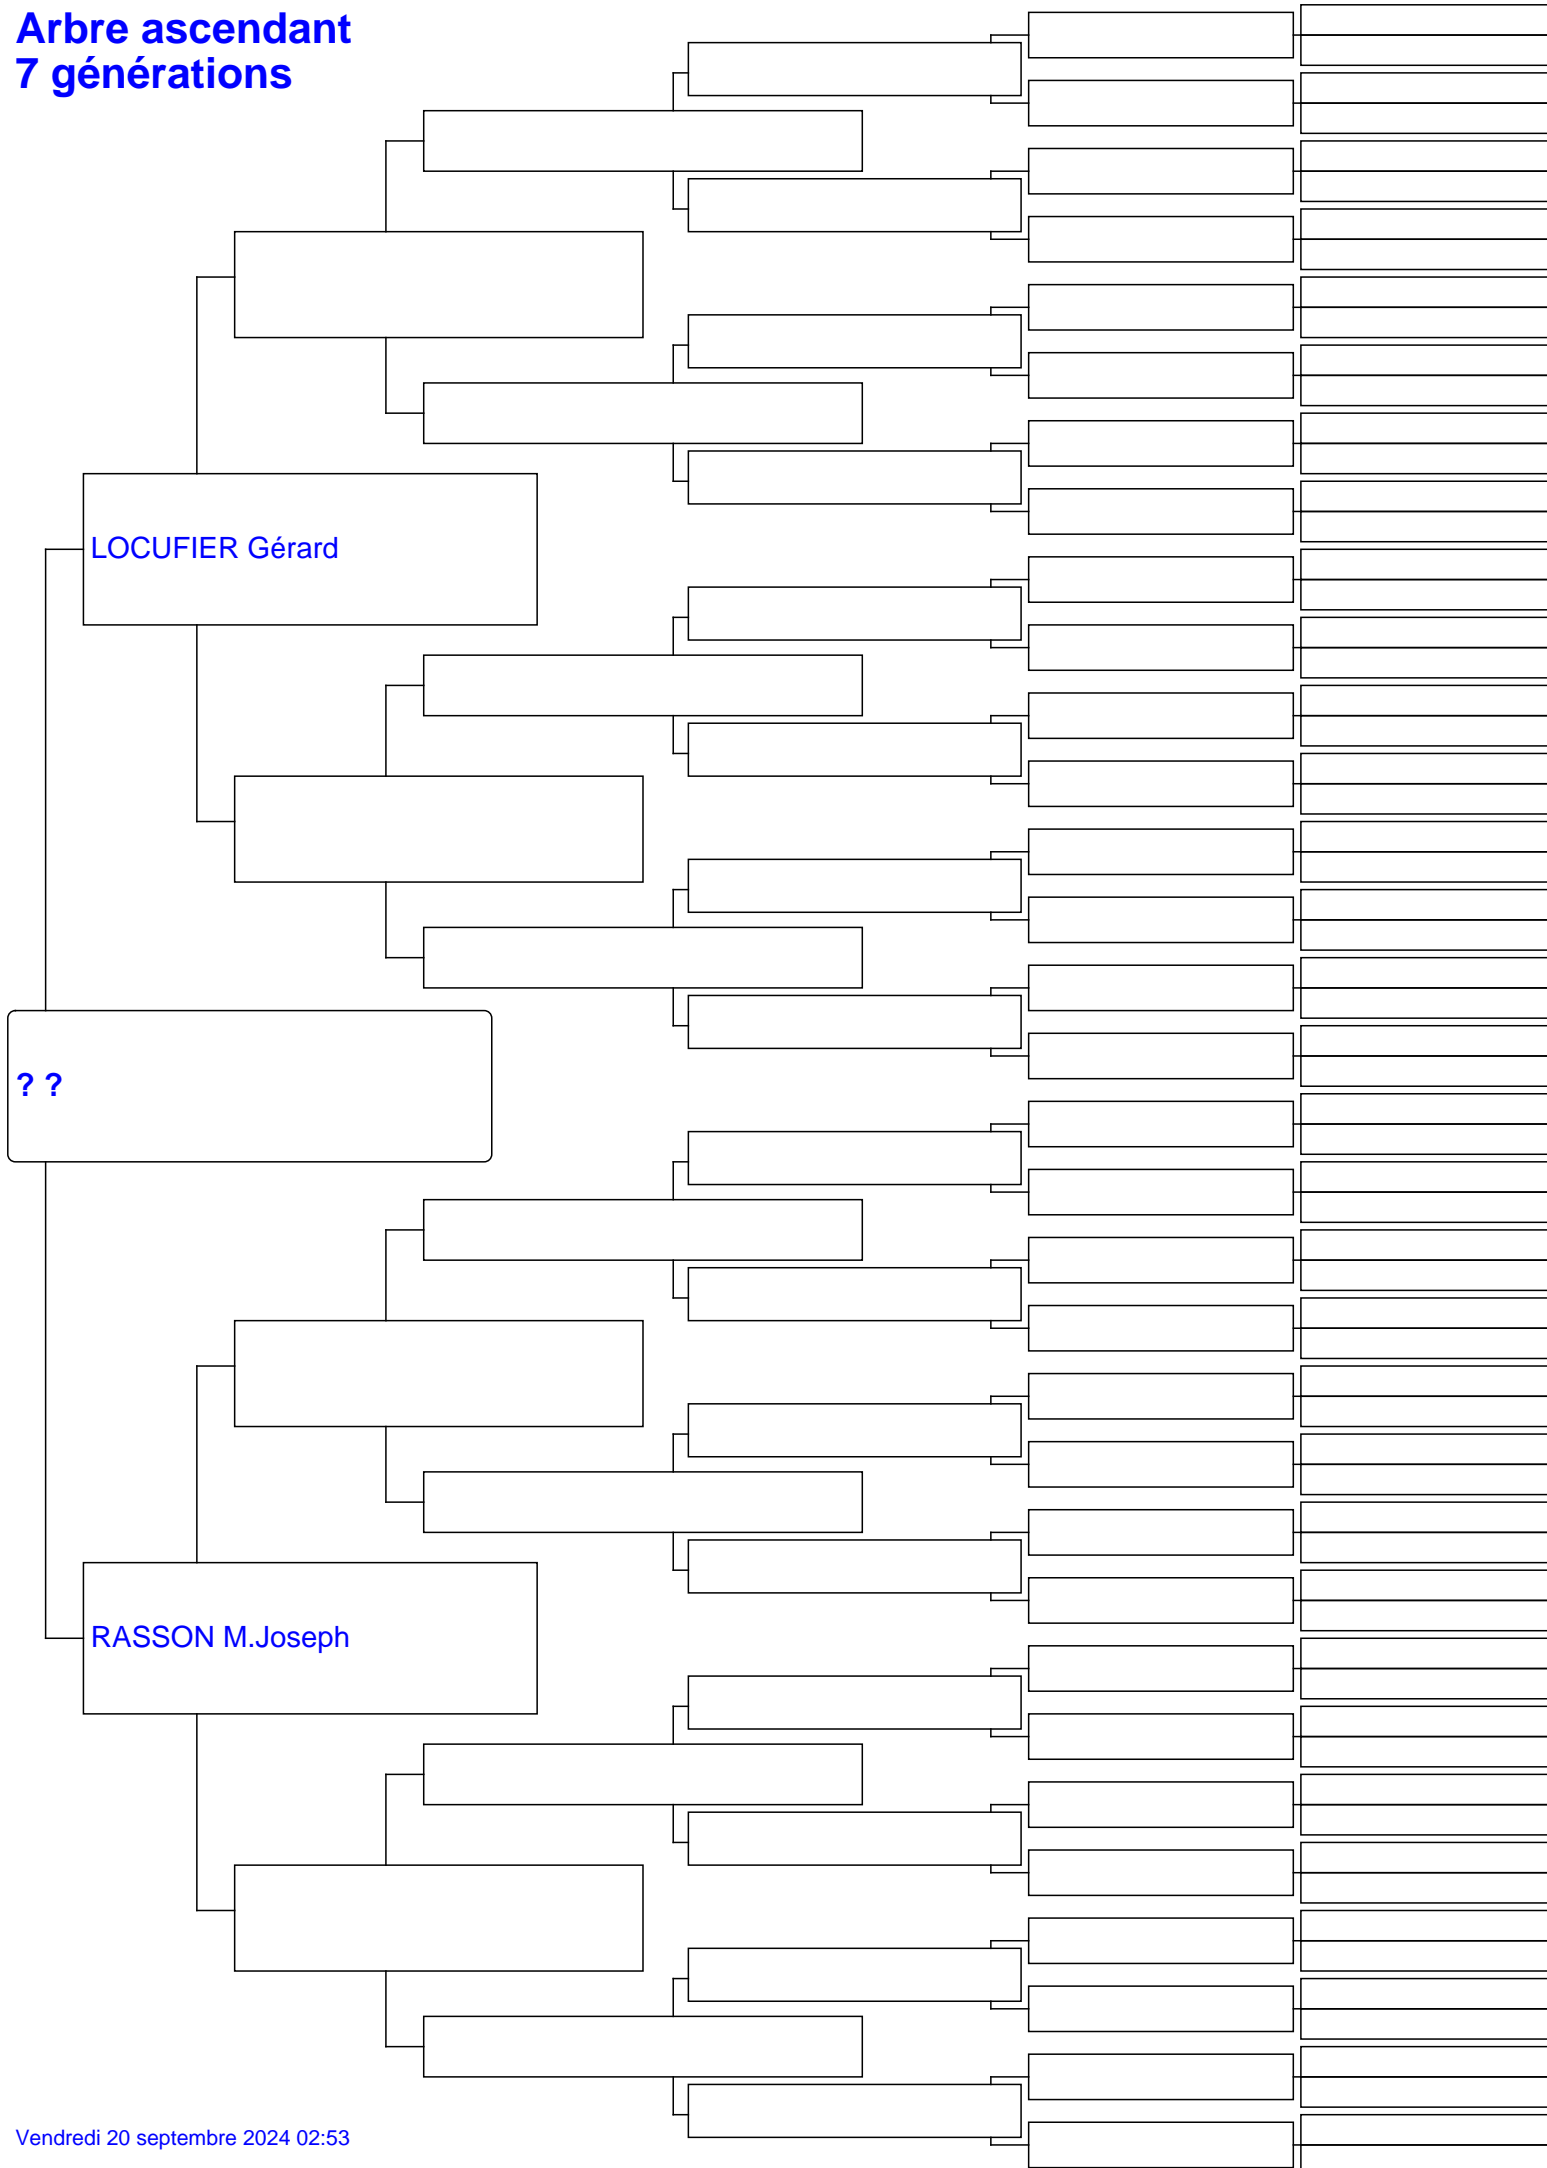 Arbre ascendant
7 générations
LOCUFIER Gérard
? ?
RASSON M.Joseph
Vendredi 20 septembre 2024 02:53